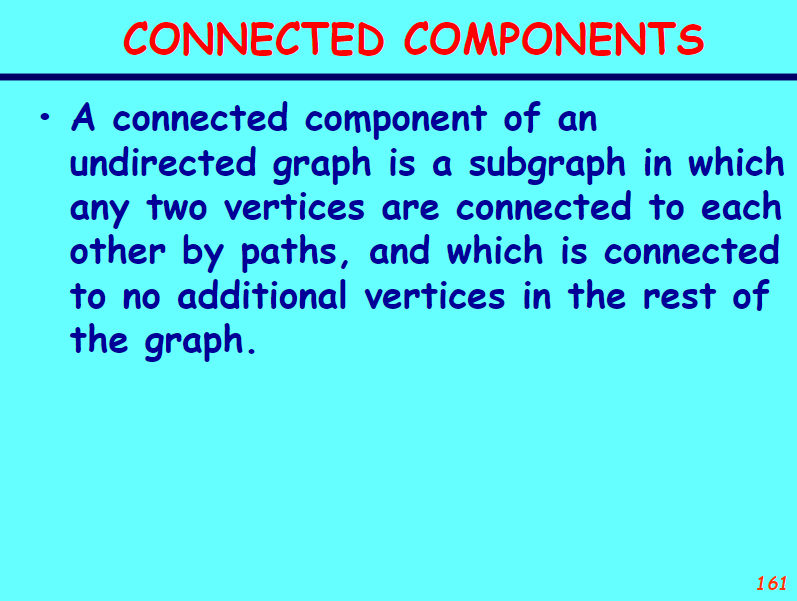 CONNECTED COMPONENTS
• A connected component of an
undirected graph is a subgraph in which
any two vertices are connected to each
other by paths, and which is connected
to no additional vertices in the rest of
the graph.
161